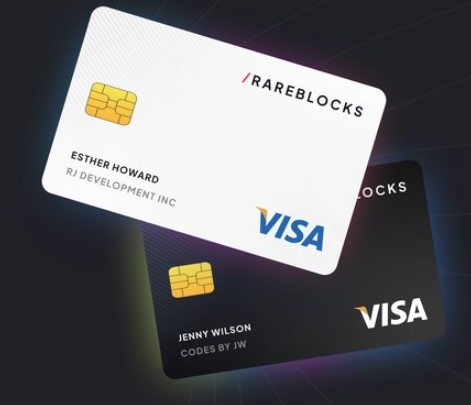 /RAREBLOCKS
ESTHER HOWARD
RJ DEVELOPMENT INC
VISA
LOCKS
JENNY WILSON
CODES BY JW
VISA